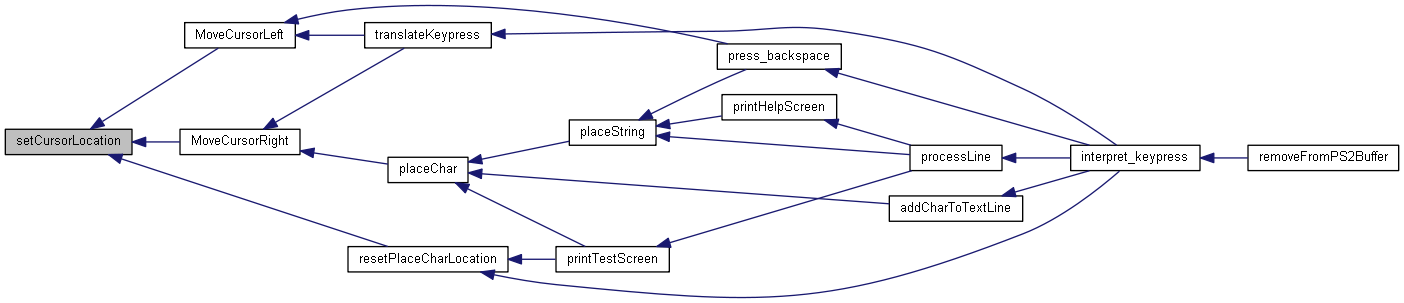 MoveCursorLeft
translateKeypress
press_backspace
printHelpScreen
placeString
setCursorLocation
MoveCursorRight
processLine
interpret_keypress
removeFromPS2Buffer
placeChar
addCharToTextLine
resetPlaceCharLocation
printTestScreen